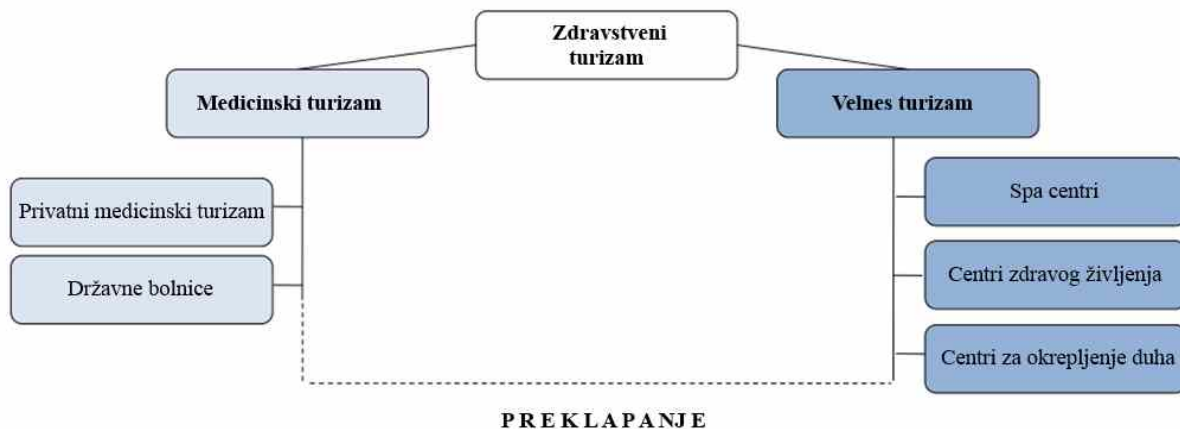 Zdravstveni
turizam
Medicinski turizam
Velnes turizam
Privatni medicinski turizam
Državne bolnice
Spa centri
Centri zdravog življenja
Centri za okrepljenje duha
PREKLAPANJE